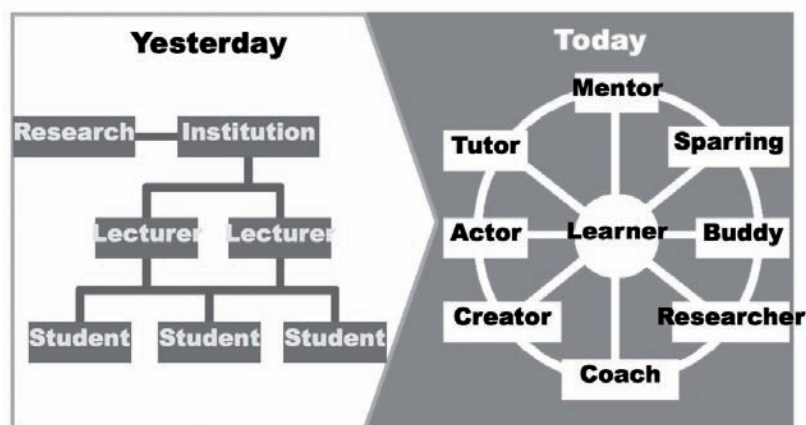 Yesterday
Research
Institution
Lecturer
Lecturer
Student
Student
Student
Today
Mentor
Tutor
Sparring
Actor
Learner
Buddy
Creator
Researcher
Coach